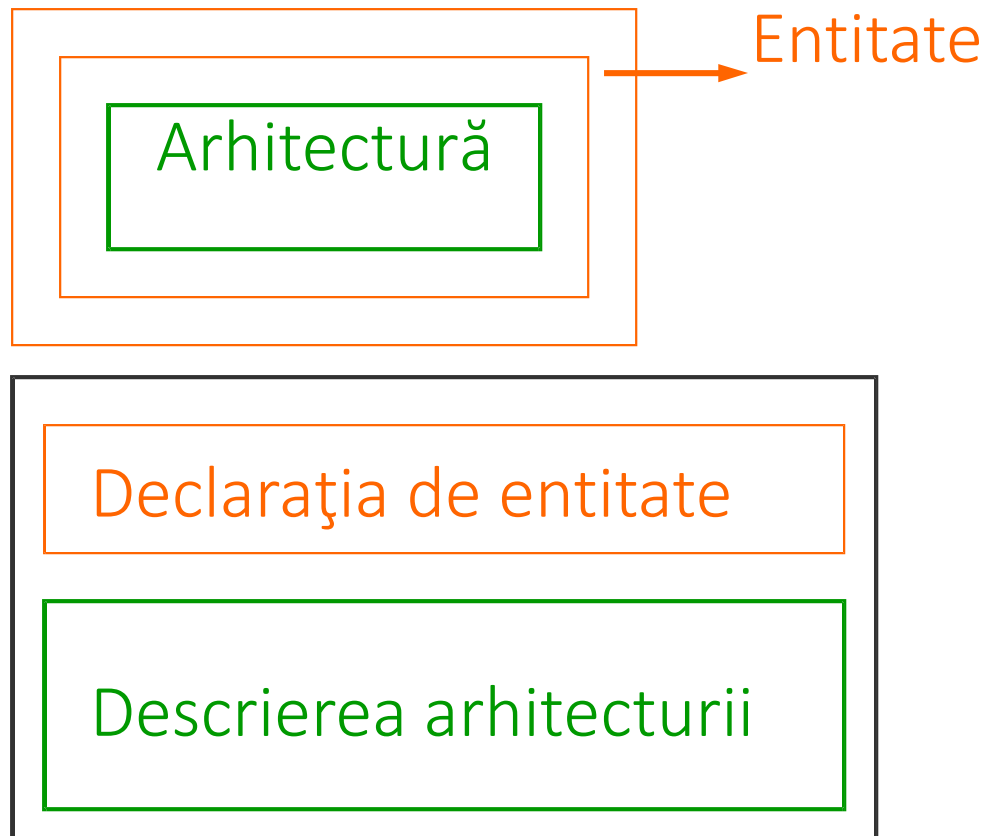 Entitate
Arhitectură
Declaraţia de entitate
Descrierea arhitecturii